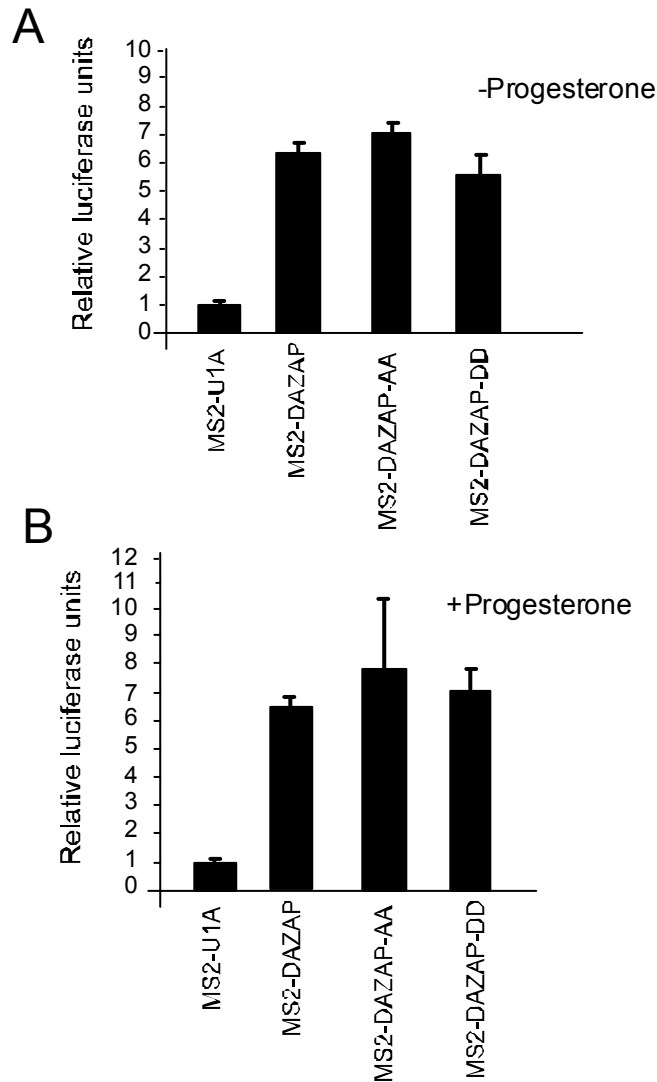 A
Relative luciferase units
10
9
8
7
6
5
4
3
2
1
0
-Progesterone
MS2-U1A
MS2-DAZAP
MS2-DAZAP-AA
MS2-DAZAP-DD
B
Relative luciferase units
12
11
10
9
8
7
6
5
4
3
2
1
0
+Progesterone
MS2-U1A
MS2-DAZAP
MS2-DAZAP-AA
MS2-DAZAP-DD